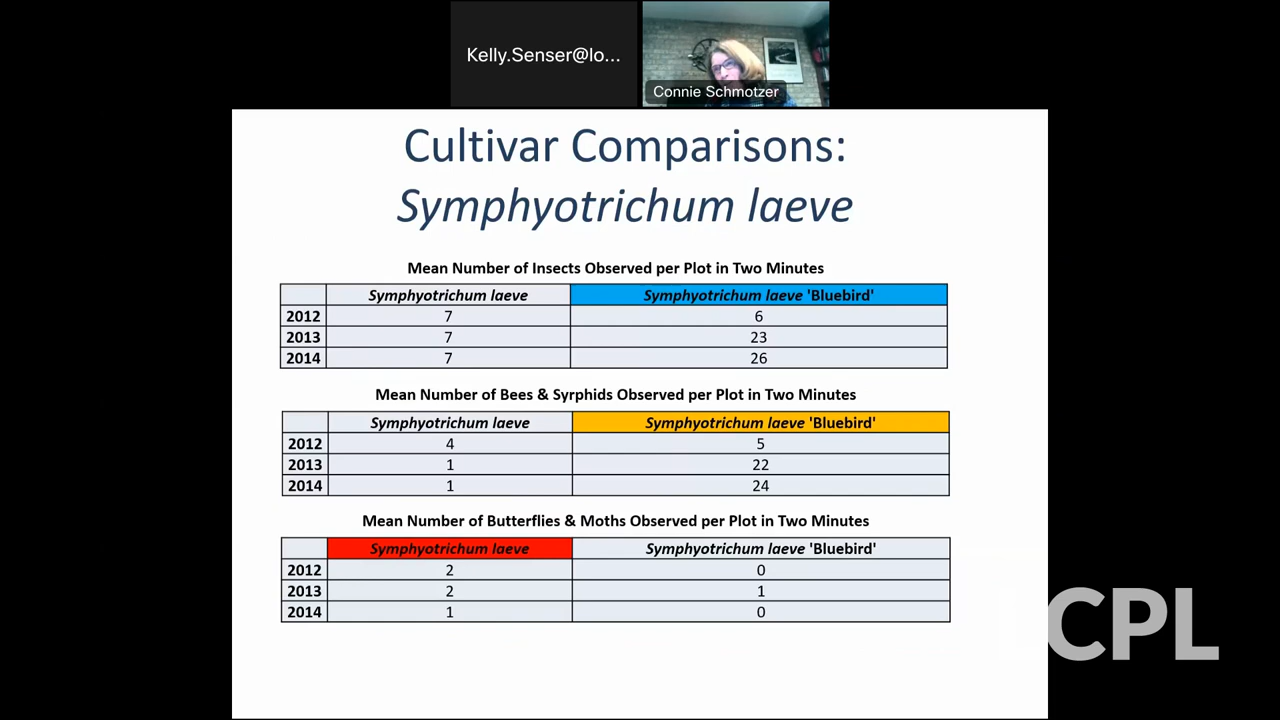 Kelly.Senser@lo...
Connie Schmotzer
Cultivar Comparisons:
Symphyotrichum laeve
Mean Number of Insects Observed per Plot in Two Minutes
Symphyotrichum laeve Symphyotrichum laeve 'Bluebird'
2012 7 6
2013 7 23
2014 7 26
Mean Number of Bees & Syrphids Observed per Plot in Two Minutes
Symphyotrichum laeve Symphyotrichum laeve 'Bluebird'
2012 4 5
2013 1 22
2014 1 24
Mean Number of Butterflies & Moths Observed per Plot in Two Minutes
Symphyotrichum laeve Symphyotrichum laeve 'Bluebird'
2012 2 0
2013 2 1
2014 1 0
LCPL